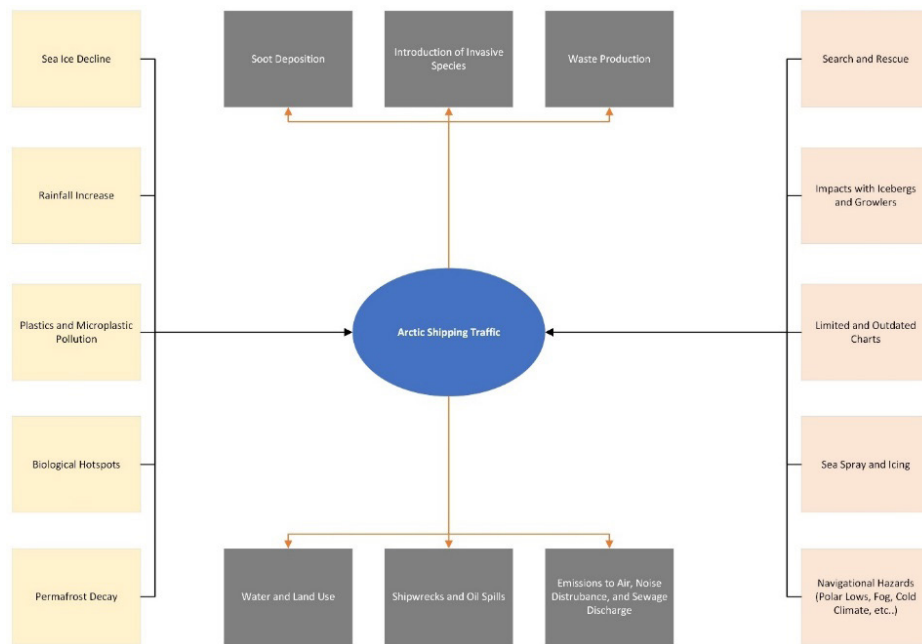 Sea Ice Decline
Soot Deposition
Introduction of Invasive
Species
Waste Production
Search and Rescue
Rainfall Increase
Impacts with Icebergs
and Growlers
Plastics and Microplastic
Pollution
Arctic Shipping Traffic
Limited and Outdated
Charts
Biological Hotspots
Sea Spray and Icing
Permafrost Decay
Water and Land Use
Shipwrecks and Oil Spills
Emissions to Air, Noise
Distrubance, and Sewage
Discharge
Navigational Hazards
(Polar Lows, Fog, Cold
Climate, etc..)